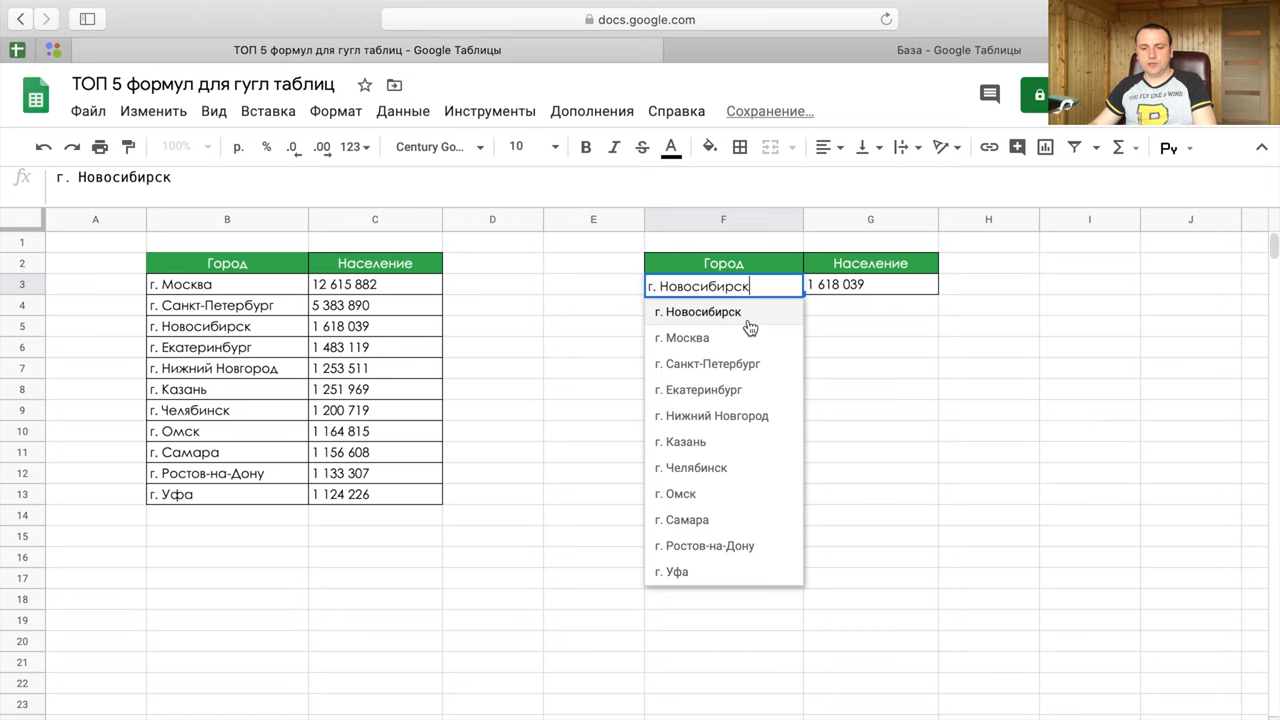 docs.google.com
ТОП 5 формул для гугл таблиц - Google Таблицы
База - Google Таблицы
ТОП 5 формул для гугл таблиц
Файл Изменить Вид Вставка Формат Данные Инструменты Дополнения Справка Сохранение...
100% р. % .0 .00 123 Century Go... 10 B I S A Σ Ру
fx г. Новосибирск
A B C D E F G H I J
1
2 Город Население Город Население
3 г. Москва 12 615 882 г. Новосибирск 1 618 039
4 г. Санкт-Петербург 5 383 890
г. Новосибирск
5 г. Новосибирск 1 618 039
г. Москва
6 г. Екатеринбург 1 483 119
г. Санкт-Петербург
7 г. Нижний Новгород 1 253 511
г. Екатеринбург
8 г. Казань 1 251 969
г. Нижний Новгород
9 г. Челябинск 1 200 719
10 г. Омск 1 164 815
г. Казань
11 г. Самара 1 156 608
г. Челябинск
12 г. Ростов-на-Дону 1 133 307
13 г. Уфа 1 124 226
г. Омск
14
г. Самара
15
г. Ростов-на-Дону
16
17
г. Уфа
18
19
20
21
22
23
YOU FLY LIKE A WIND